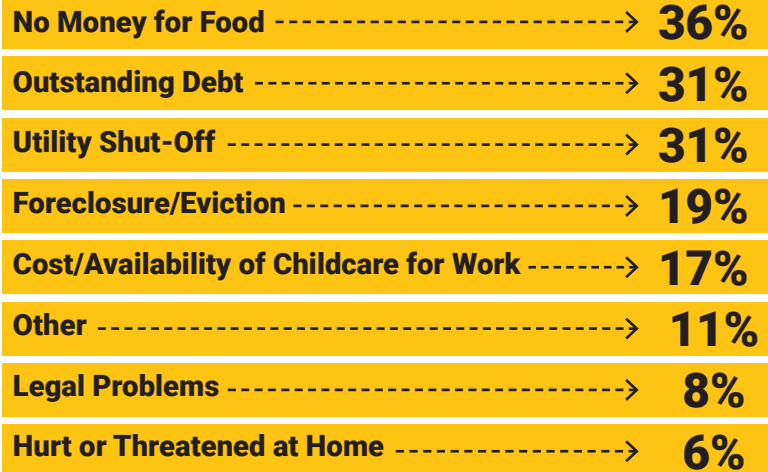 No Money for Food 36%
Outstanding Debt 31%
Utility Shut-Off 31%
Foreclosure/Eviction 19%
Cost/Availability of Childcare for Work 17%
Other 11%
Legal Problems 8%
Hurt or Threatened at Home 6%